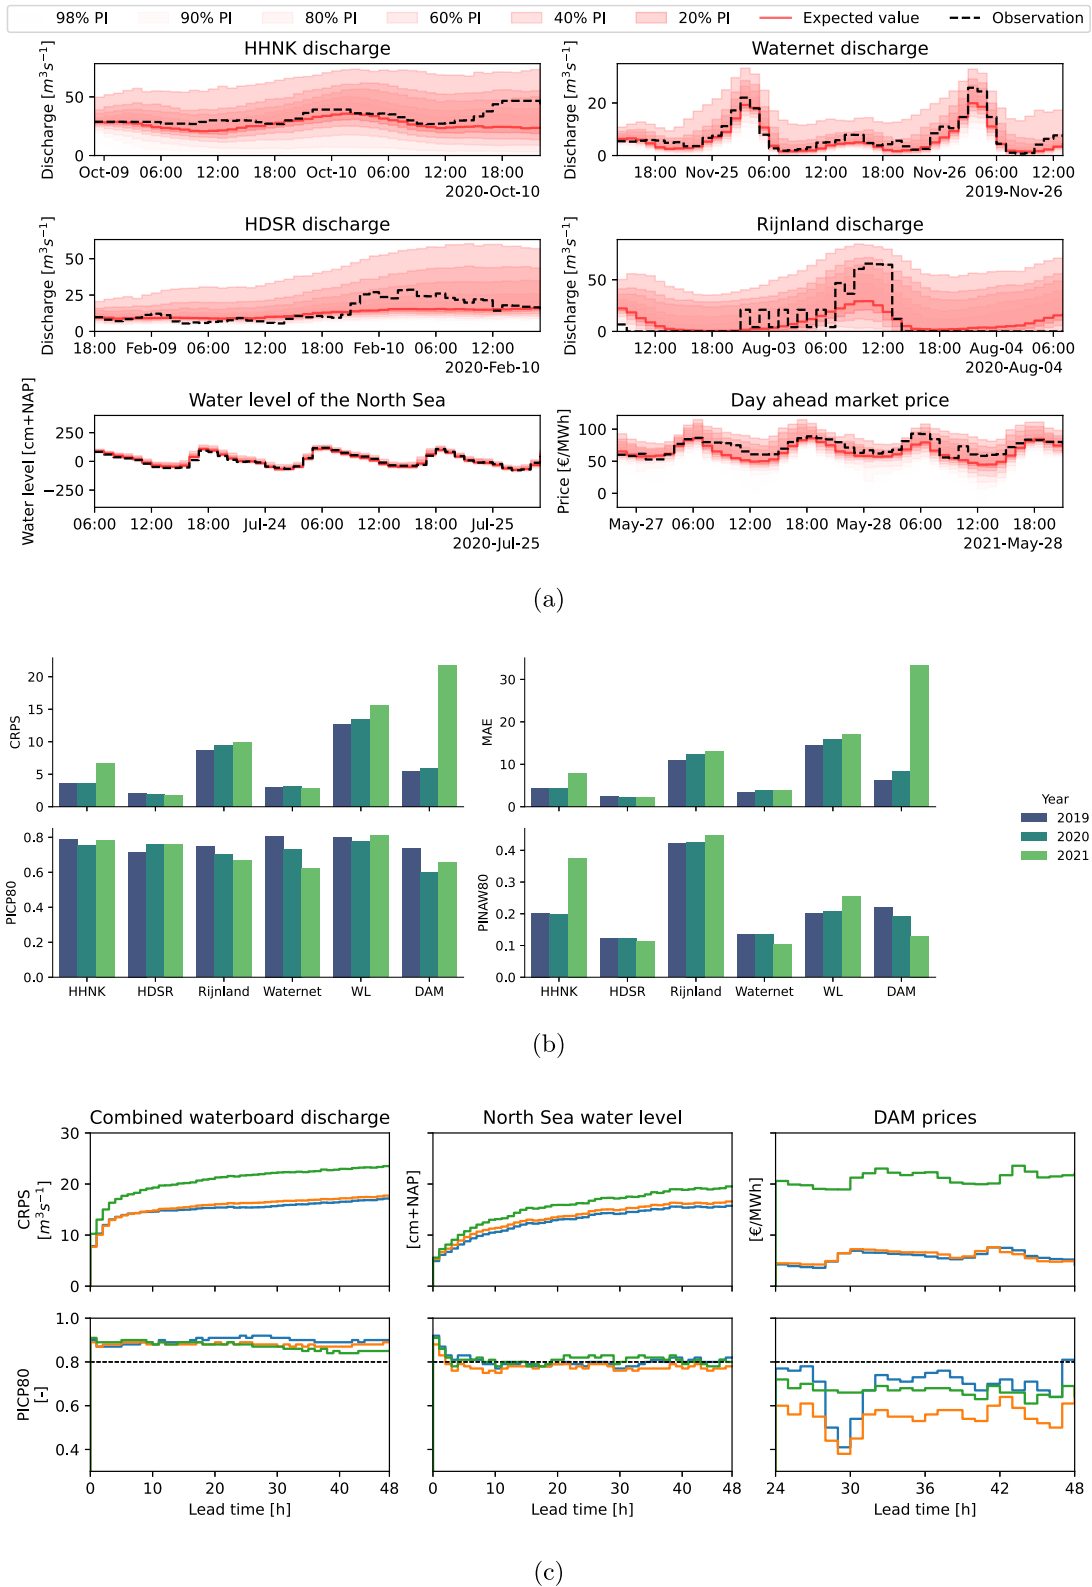 98% PI 90% PI 80% PI 60% PI 40% PI 20% PI Expected value Observation
HHNK discharge
Discharge [m³s⁻¹]
50
0
Oct-09 06:00 12:00 18:00 Oct-10 06:00 12:00 18:00
2020-Oct-10
Waternet discharge
Discharge [m³s⁻¹]
20
0
18:00 Nov-25 06:00 12:00 18:00 Nov-26 06:00 12:00
2019-Nov-26
HDSR discharge
Discharge [m³s⁻¹]
50
25
0
18:00 Feb-09 06:00 12:00 18:00 Feb-10 06:00 12:00
2020-Feb-10
Rijnland discharge
Discharge [m³s⁻¹]
50
0
12:00 18:00 Aug-03 06:00 12:00 18:00 Aug-04 06:00
2020-Aug-04
Water level of the North Sea
Water level [cm+NAP]
250
0
−250
06:00 12:00 18:00 Jul-24 06:00 12:00 18:00 Jul-25
2020-Jul-25
Day ahead market price
Price [€/MWh]
100
50
0
May-27 06:00 12:00 18:00 May-28 06:00 12:00 18:00
2021-May-28
(a)
CRPS
20
15
10
5
0
MAE
30
20
10
0
PICP80
0.8
0.6
0.4
0.2
0.0
HHNK HDSR Rijnland Waternet WL DAM
PINAW80
0.4
0.3
0.2
0.1
0.0
HHNK HDSR Rijnland Waternet WL DAM
Year
2019
2020
2021
(b)
Combined waterboard discharge
CRPS
[m³s⁻¹]
30
20
10
0
North Sea water level
[cm+NAP]
DAM prices
[€/MWh]
PICP80
[-]
1.0
0.8
0.6
0.4
0 10 20 30 40 48
Lead time [h]
0 10 20 30 40 48
Lead time [h]
24 30 36 42 48
Lead time [h]
(c)